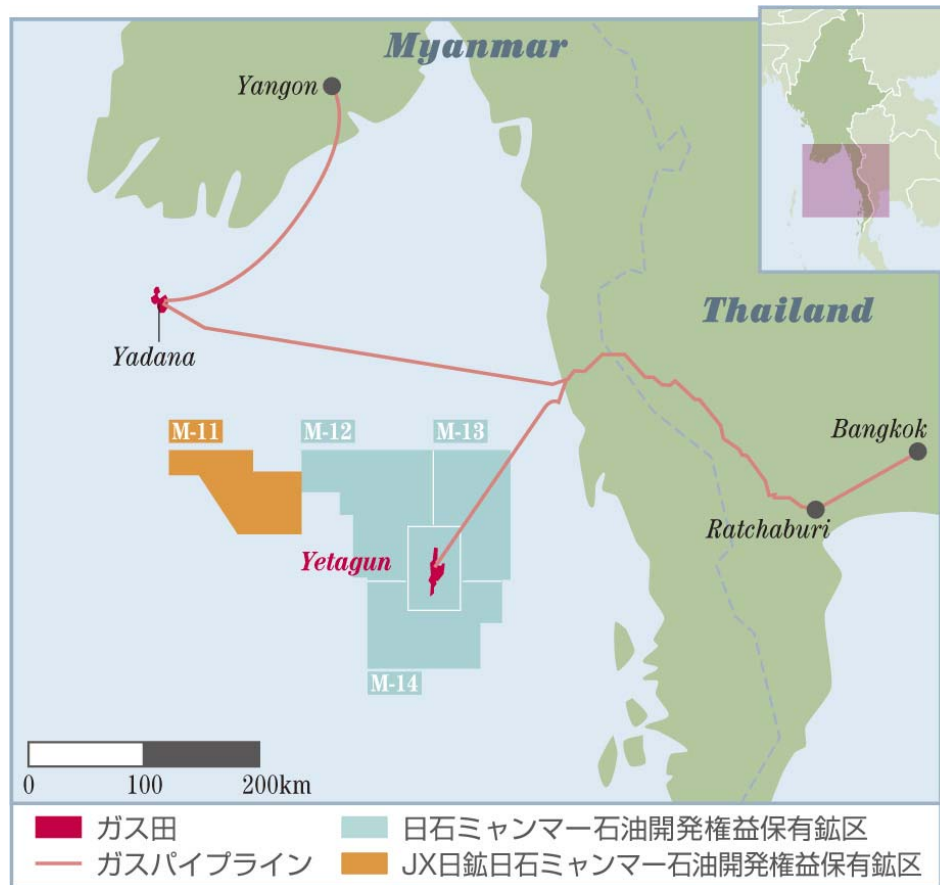 Myanmar
Yangon
Thailand
Yadana
M-11
M-12
M-13
Bangkok
Ratchaburi
Yetagun
M-14
0 100 200km
ガス田
日石ミャンマー石油開発権益保有鉱区
ガスパイプライン
JX日鉱日石ミャンマー石油開発権益保有鉱区